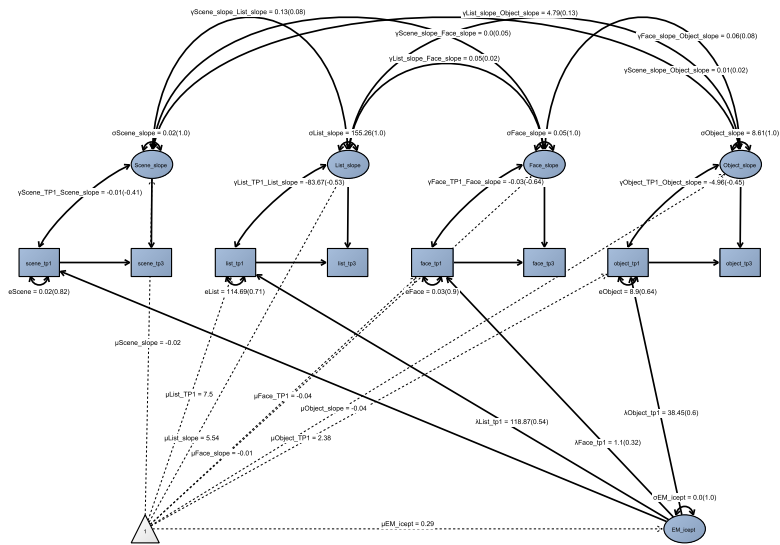 γScene_slope_List_slope = 0.13(0.08)
γList_slope_Object_slope = 4.79(0.13)
γScene_slope_Face_slope = 0.0(0.05)
γFace_slope_Object_slope = 0.06(0.08)
γList_slope_Face_slope = 0.05(0.02)
γScene_slope_Object_slope = 0.01(0.02)
σScene_slope = 0.02(1.0)
σList_slope = 155.26(1.0)
σFace_slope = 0.05(1.0)
σObject_slope = 8.61(1.0)
Scene_slope
List_slope
Face_slope
Object_slope
γScene_TP1_Scene_slope = -0.01(-0.41)
γList_TP1_List_slope = -83.67(-0.53)
γFace_TP1_Face_slope = -0.03(-0.64)
γObject_TP1_Object_slope = -4.96(-0.45)
scene_tp1
scene_tp3
list_tp1
list_tp3
face_tp1
face_tp3
object_tp1
object_tp3
eScene = 0.02(0.82)
eList = 114.69(0.71)
eFace = 0.03(0.9)
eObject = 8.9(0.64)
μScene_slope = -0.02
μList_TP1 = 7.5
μFace_TP1 = -0.04
μObject_slope = -0.04
λObject_tp1 = 38.45(0.6)
λList_tp1 = 118.87(0.54)
μList_slope = 5.54
μObject_TP1 = 2.38
λFace_tp1 = 1.1(0.32)
μFace_slope = -0.01
σEM_icept = 0.0(1.0)
1
μEM_icept = 0.29
EM_icept